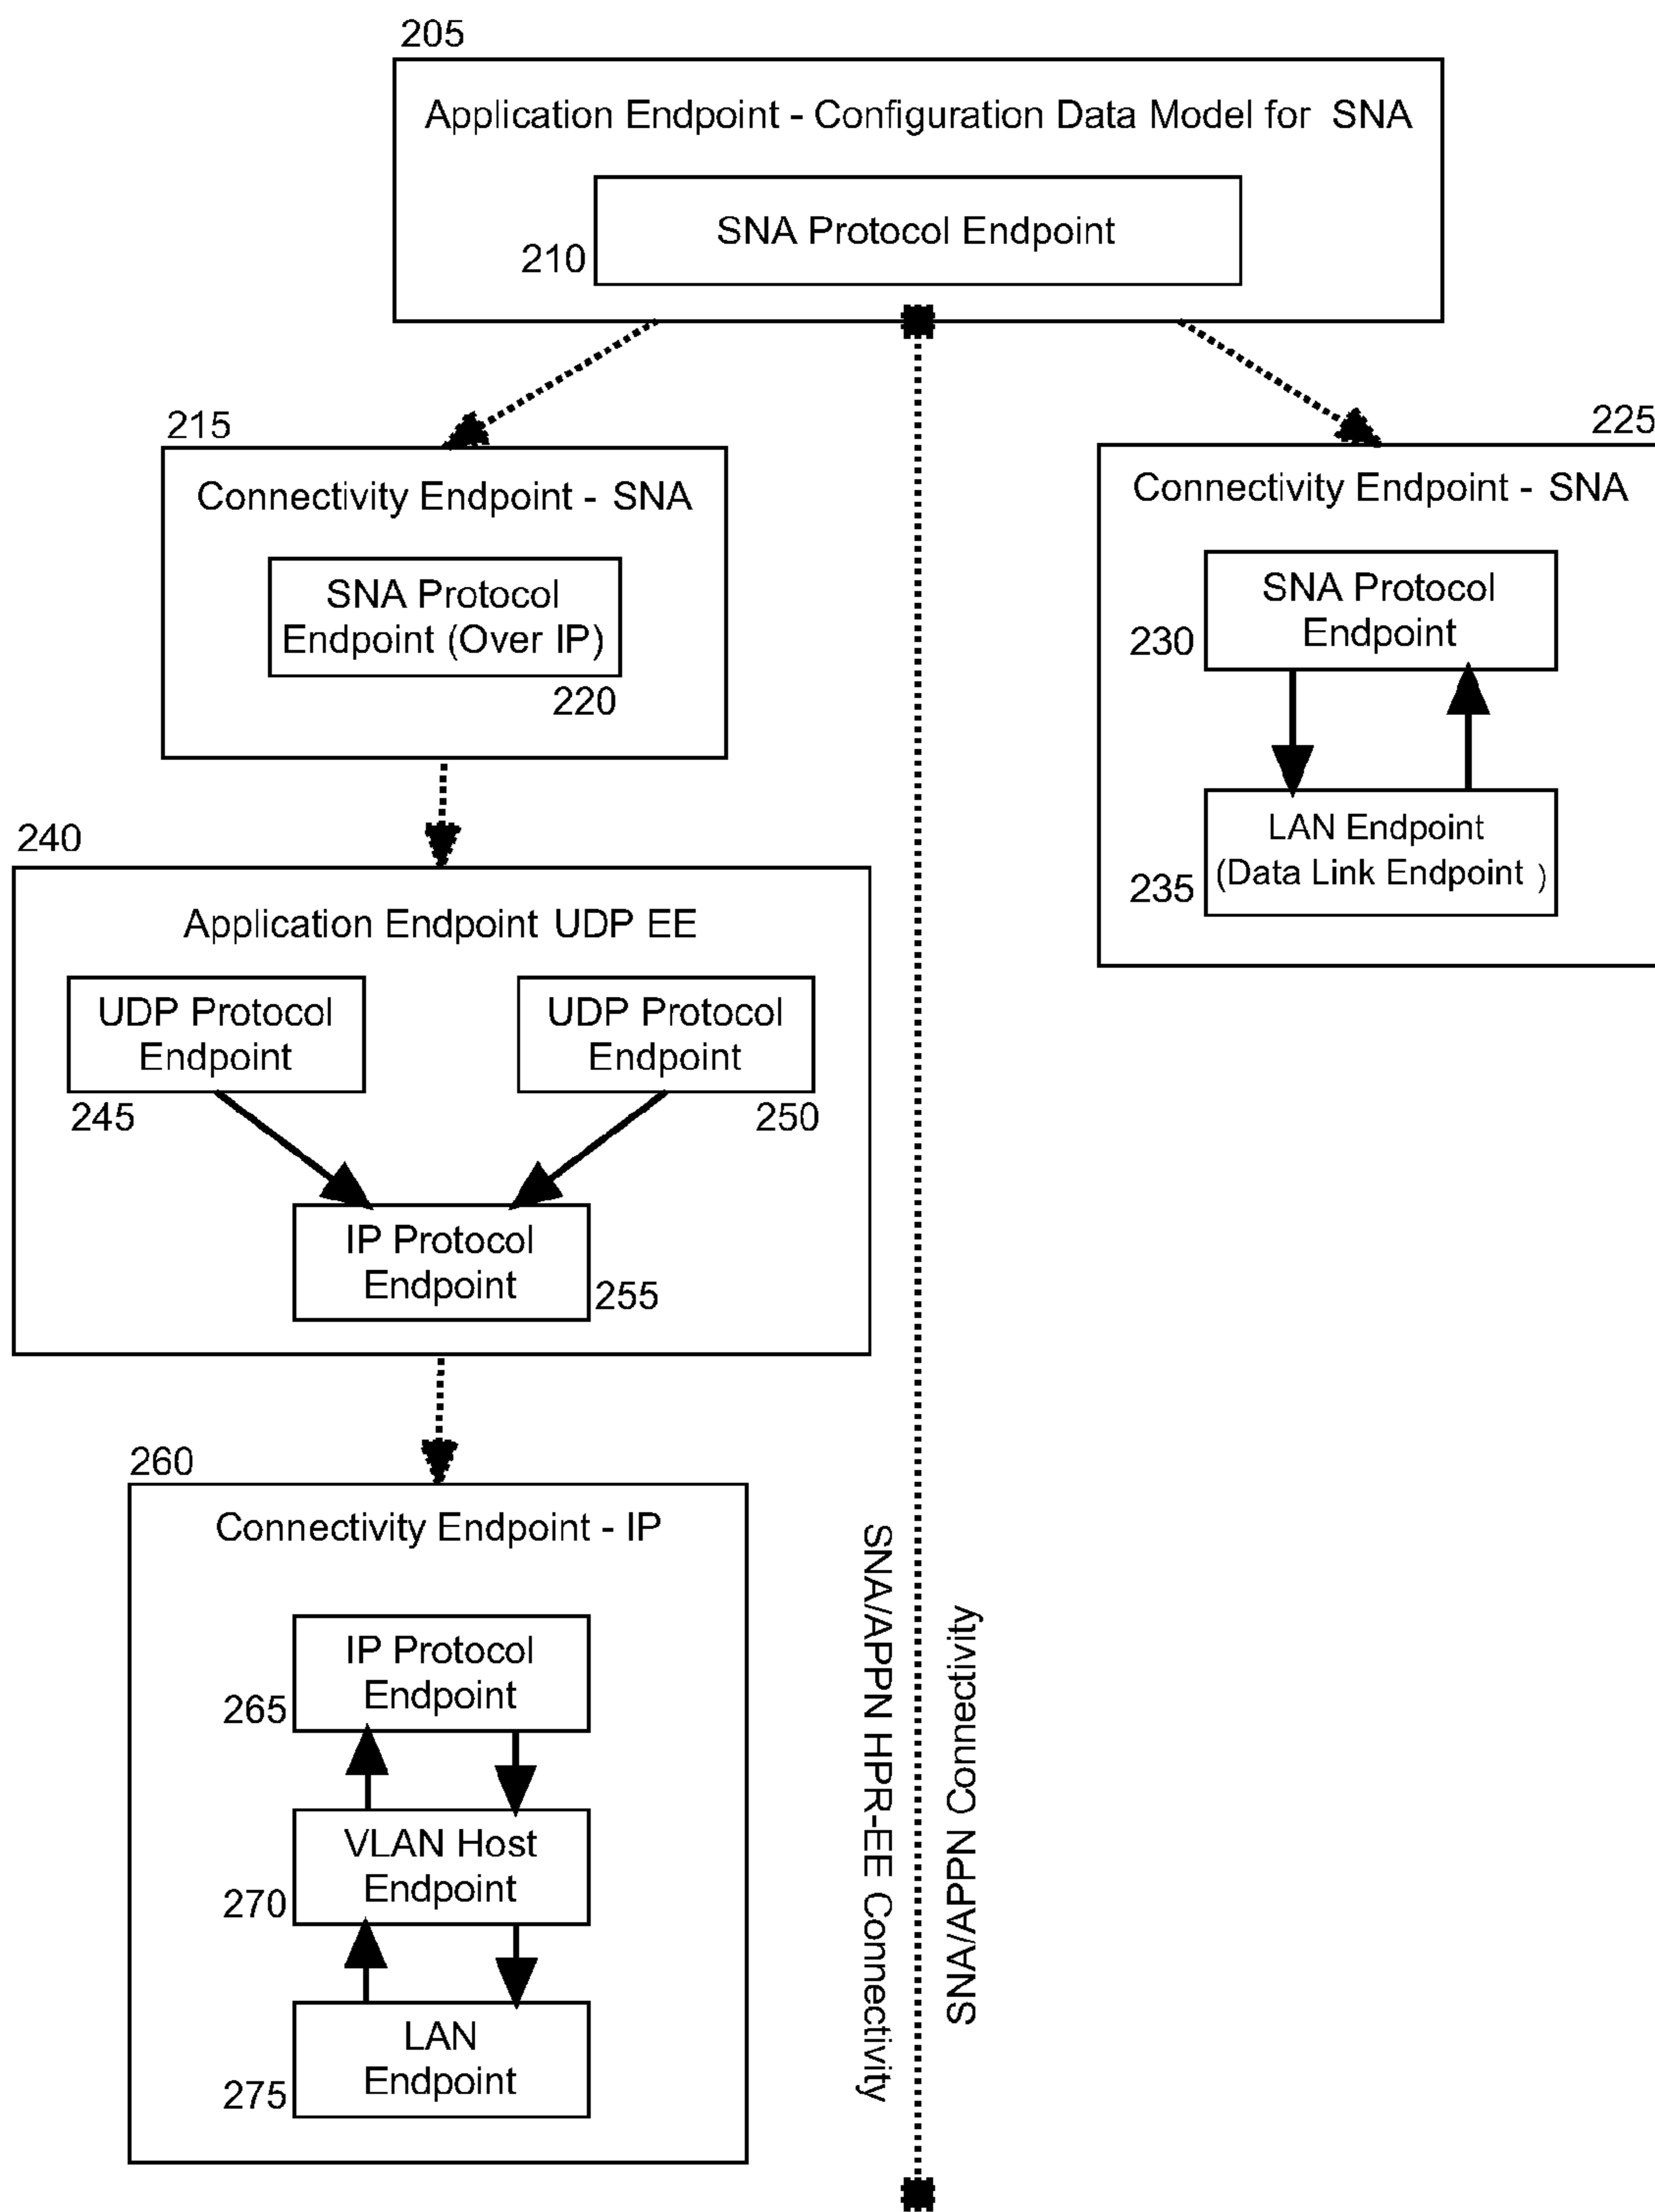 205
Application Endpoint - Configuration Data Model for SNA
SNA Protocol Endpoint
210
215
Connectivity Endpoint - SNA
SNA Protocol
Endpoint (Over IP)
220
225
Connectivity Endpoint - SNA
SNA Protocol
Endpoint
230
LAN Endpoint
(Data Link Endpoint )
235
240
Application Endpoint UDP EE
UDP Protocol
Endpoint
245
UDP Protocol
Endpoint
250
IP Protocol
Endpoint
255
260
Connectivity Endpoint - IP
IP Protocol
Endpoint
265
VLAN Host
Endpoint
270
LAN
Endpoint
275
SNA/APPN HPR-EE Connectivity
SNA/APPN Connectivity